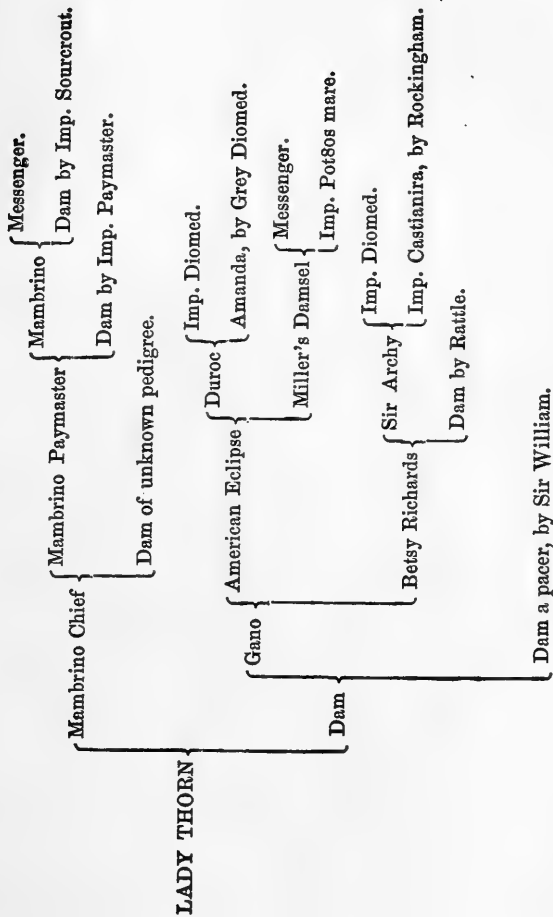 Messenger.
Mambrino
Dam by Imp. Sourcrout.
Mambrino Paymaster
Dam by Imp. Paymaster.
Mambrino Chief
Dam of unknown pedigree.
LADY THORN
Imp. Diomed.
Duroc
Amanda, by Grey Diomed.
American Eclipse
Messenger.
Miller's Damsel
Imp. Pot8os mare.
Gano
Imp. Diomed.
Sir Archy
Imp. Castianira, by Rockingham.
Betsy Richards
Dam by Rattle.
Dam
Dam a pacer, by Sir William.